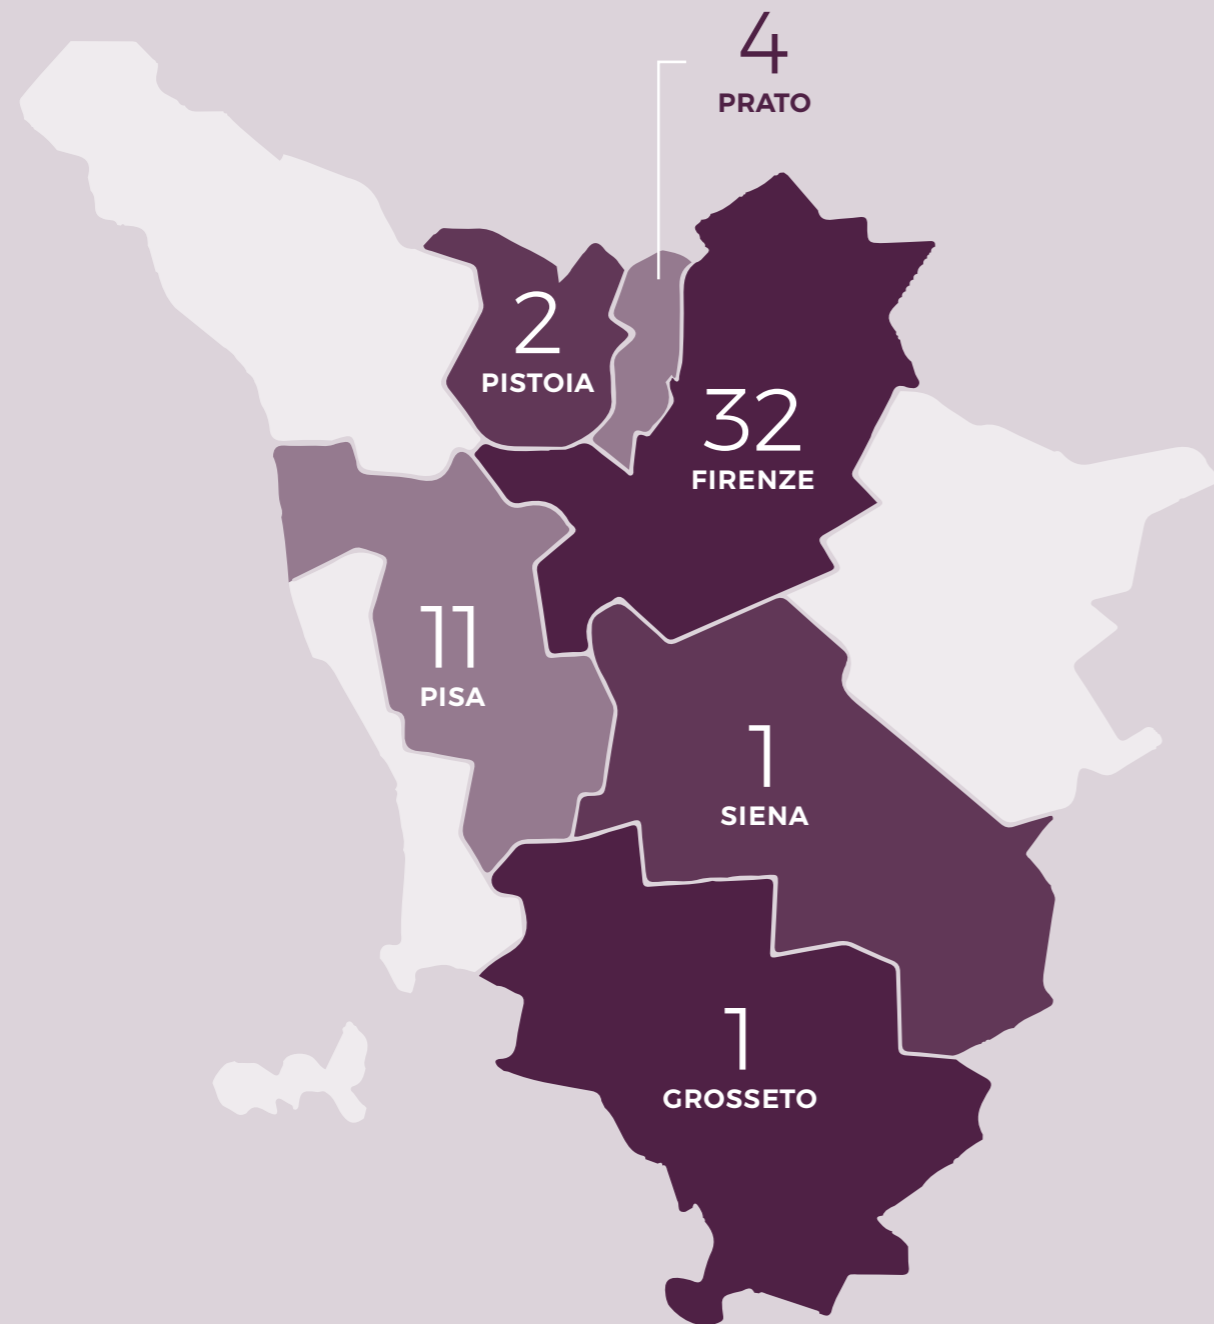 4
PRATO
2
PISTOIA
32
FIRENZE
11
PISA
1
SIENA
1
GROSSETO